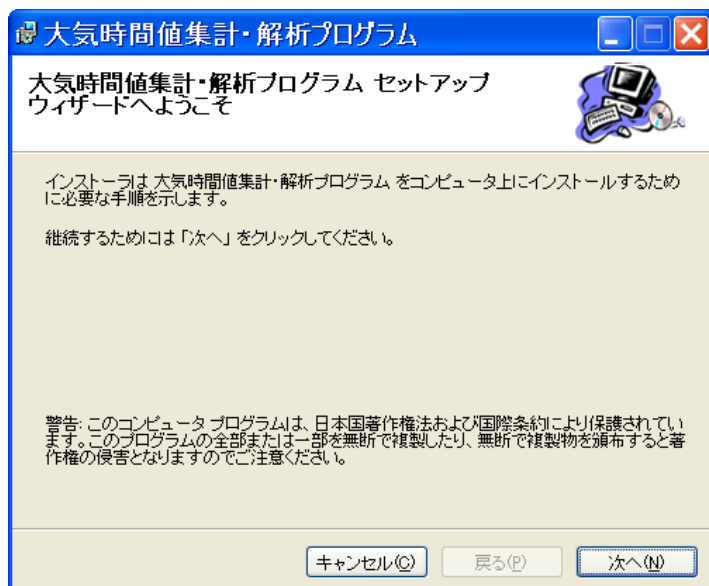 大気時間値集計・解析プログラム
大気時間値集計・解析プログラム セットアップ
ウィザードへようこそ
インストーラは 大気時間値集計・解析プログラム をコンピュータ上にインストールするため
に必要な手順を示します。
継続するためには「次へ」をクリックしてください。
警告: このコンピュータ プログラムは、日本国著作権法および国際条約により保護されてい
ます。このプログラムの全部または一部を無断で複製したり、無断で複製物を頒布すると著
作権の侵害となりますのでご注意ください。
キャンセル(C) 戻る(P) 次へ(N)